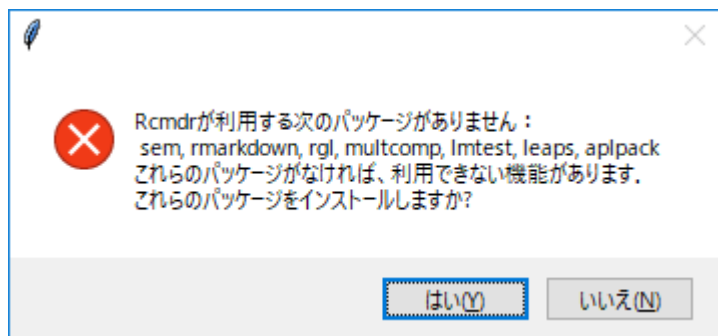 Rcmdrが利用する次のパッケージがありません：
sem, rmarkdown, rgl, multcomp, lmtest, leaps, aplpack
これらのパッケージがなければ、利用できない機能があります．
これらのパッケージをインストールしますか?
はい(Y)
いいえ(N)